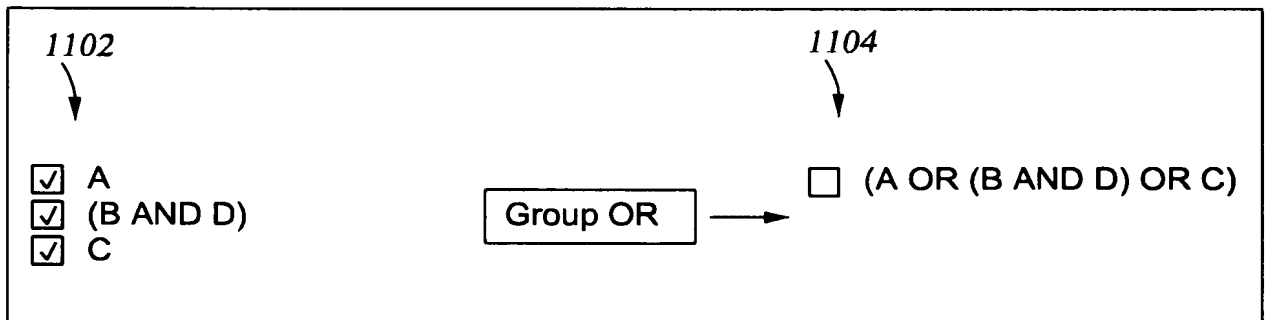 1102
1104
A
(B AND D)
C
Group OR
(A OR (B AND D) OR C)